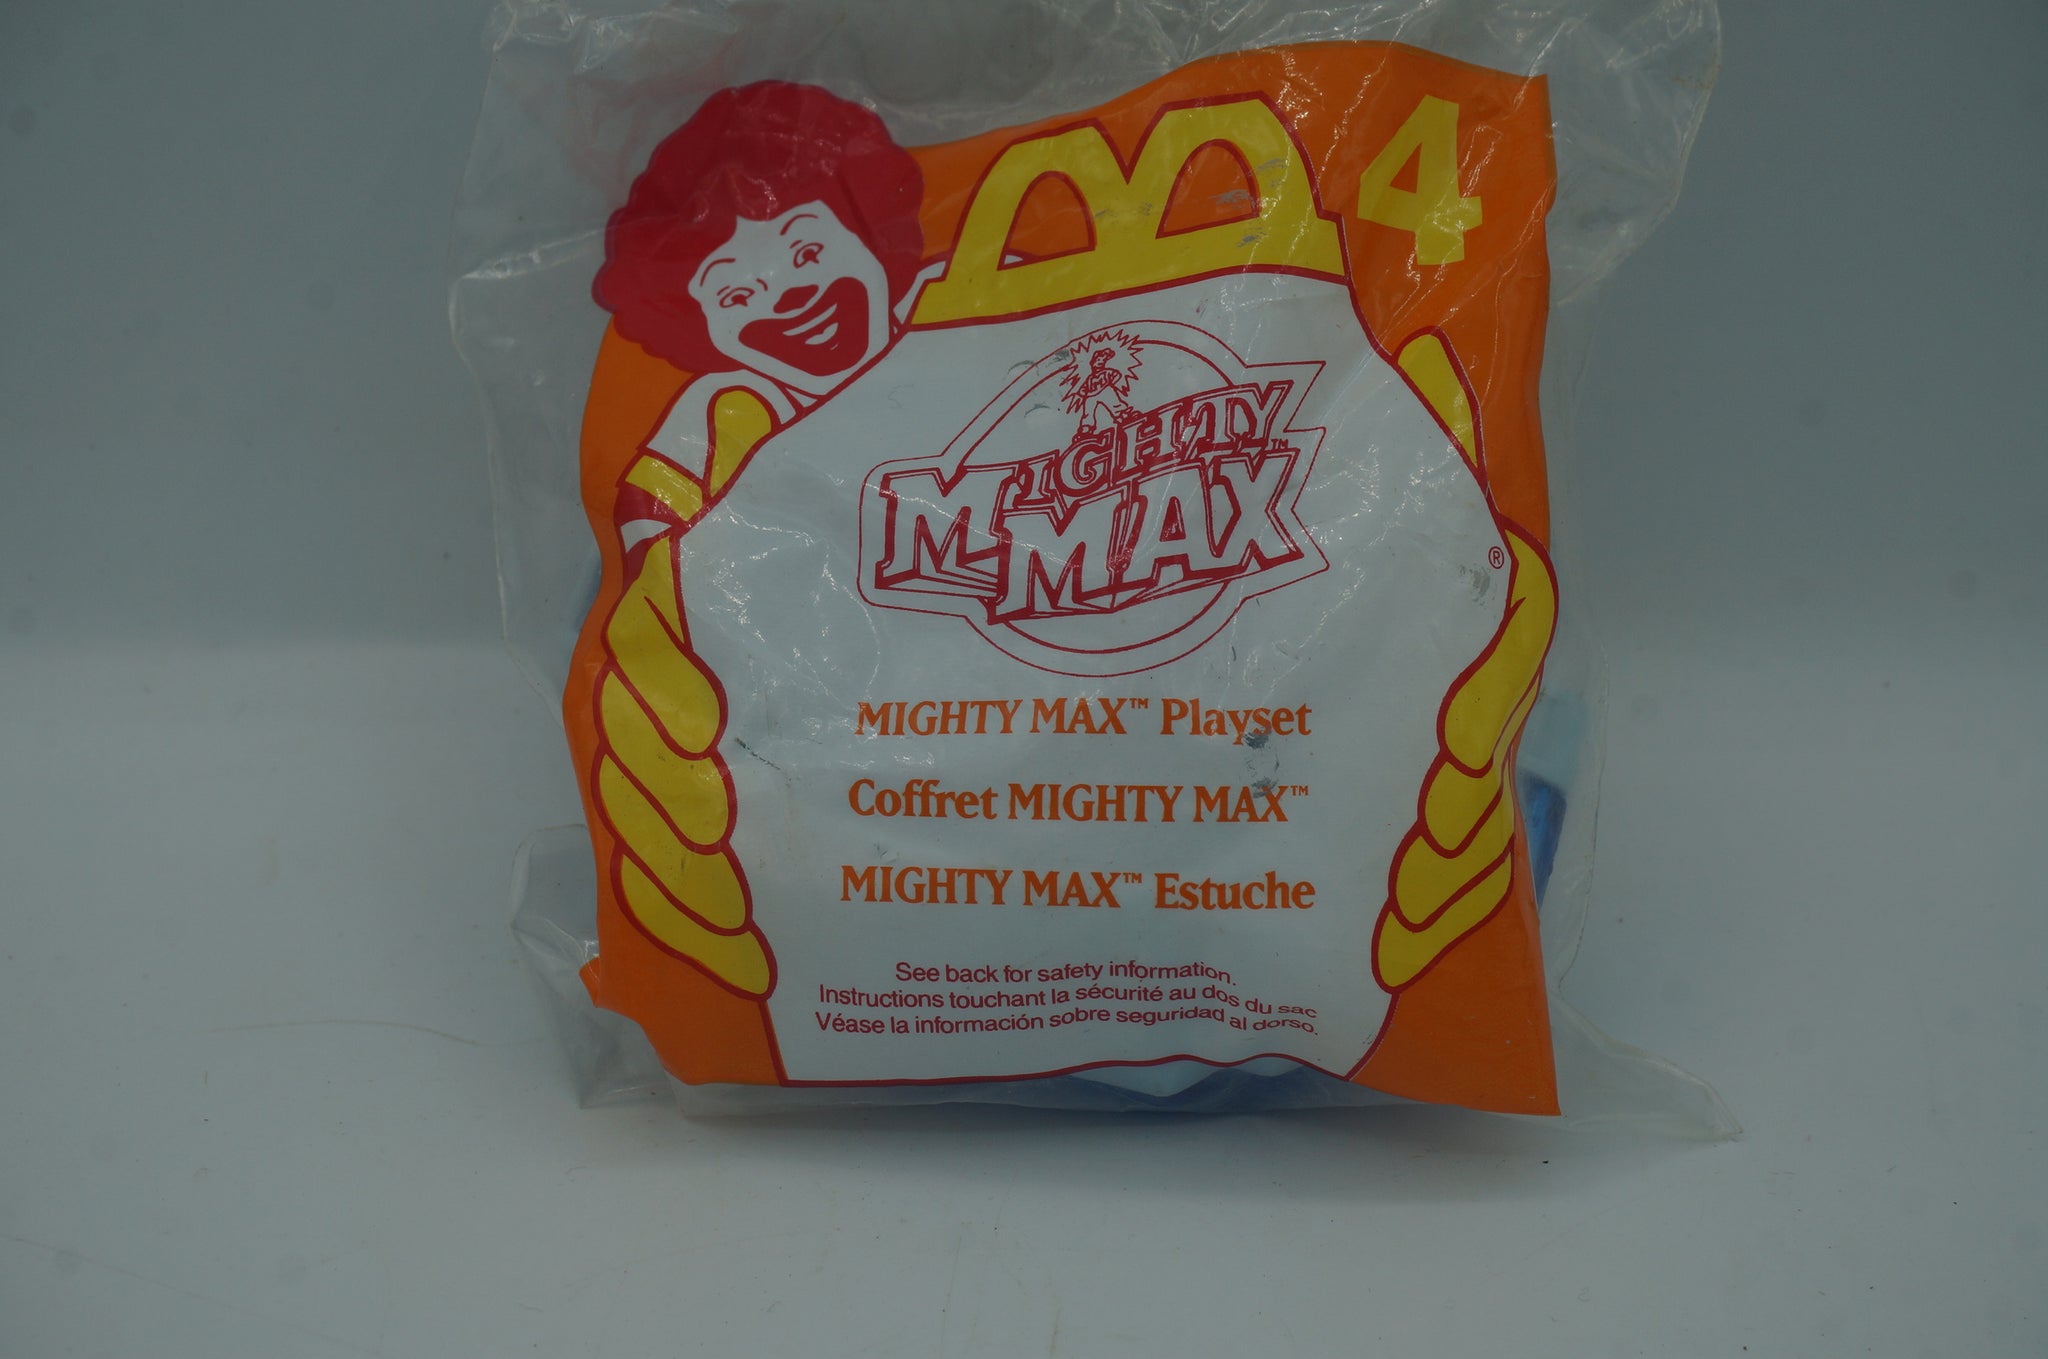 4
MIGHTY
MAX™
MIGHTY MAX™ Playset
Coffret MIGHTY MAX™
MIGHTY MAX™ Estuche
®
See back for safety information.
Instructions touchant la sécurité au dos du sac
Véase la información sobre seguridad al dorso.